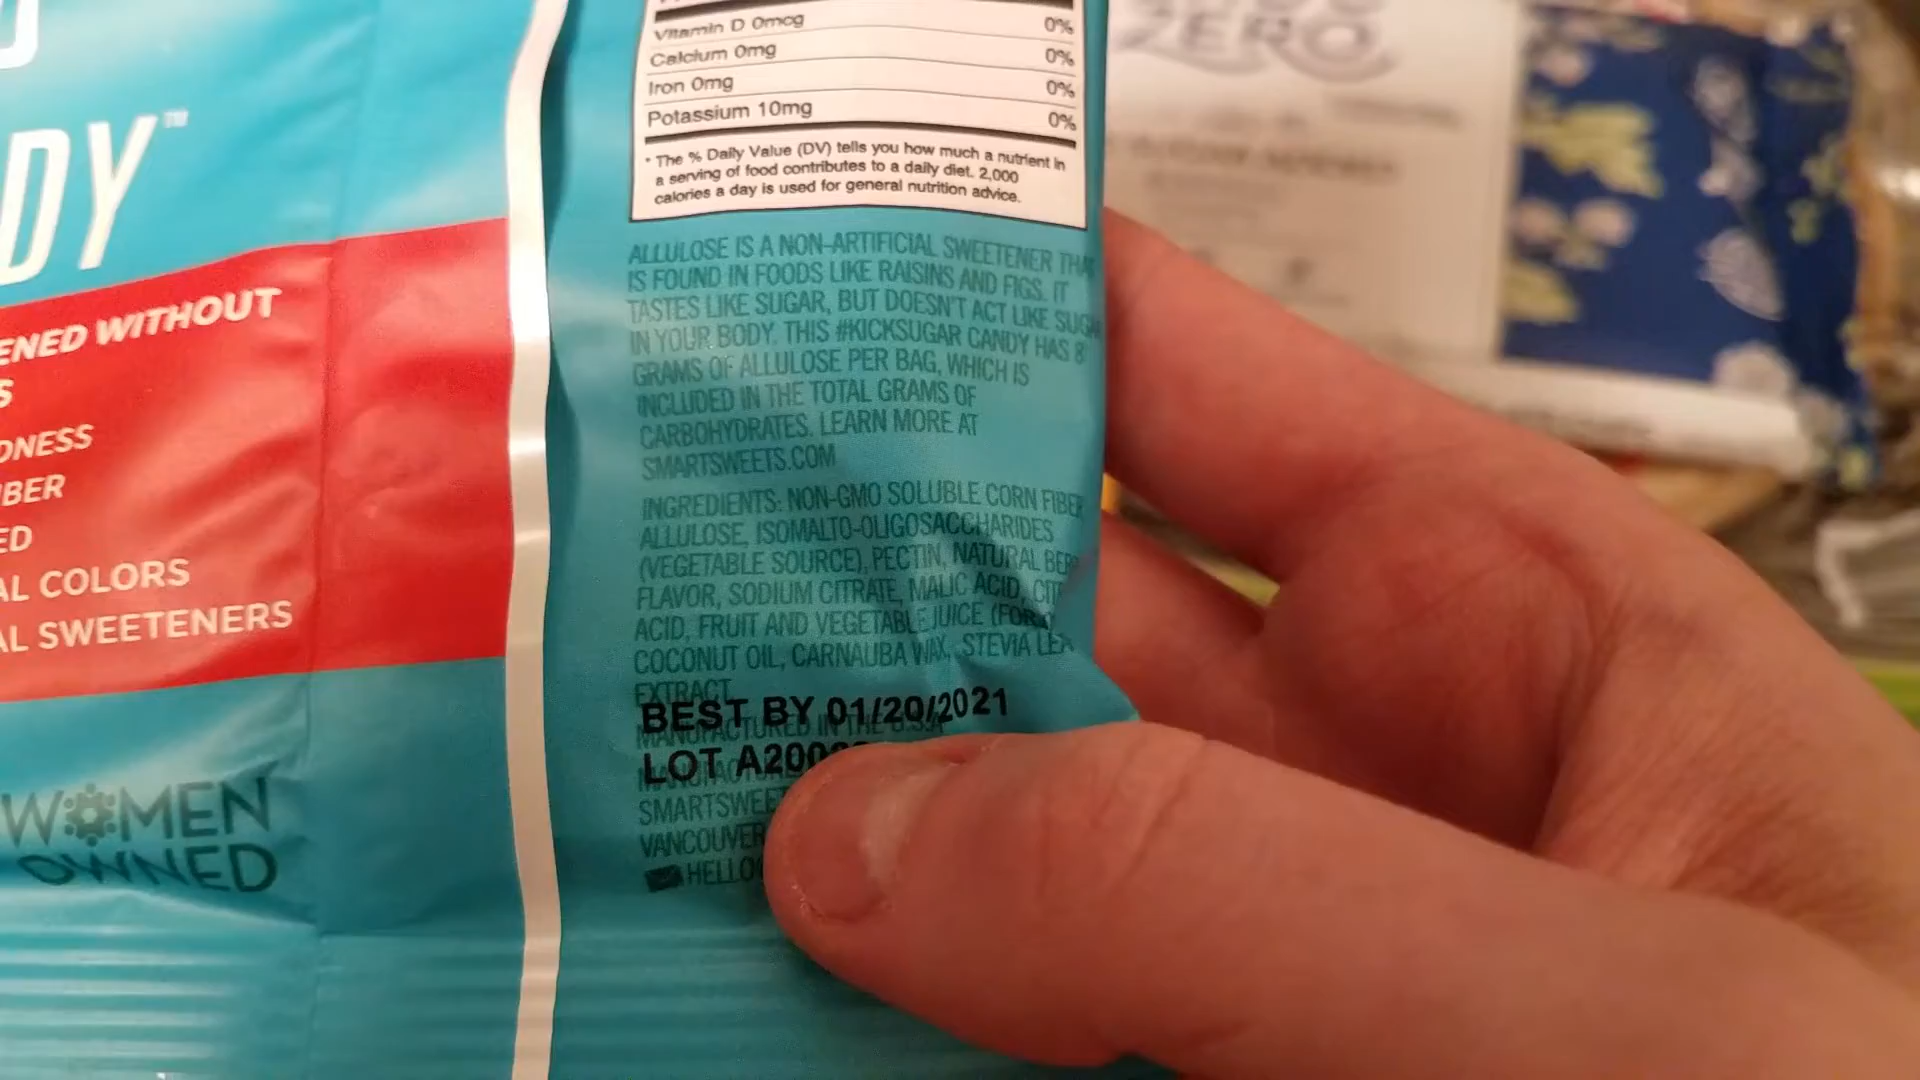 DY™
ENED WITHOUT
S
DNESS
BER
ED
AL COLORS
AL SWEETENERS
WOMEN
OWNED
Vitamin D 0mcg 0%
Calcium 0mg 0%
Iron 0mg 0%
Potassium 10mg 0%
* The % Daily Value (DV) tells you how much a nutrient in
a serving of food contributes to a daily diet. 2,000
calories a day is used for general nutrition advice.
ALLULOSE IS A NON-ARTIFICIAL SWEETENER THA
IS FOUND IN FOODS LIKE RAISINS AND FIGS. IT
TASTES LIKE SUGAR, BUT DOESN'T ACT LIKE SUGA
IN YOUR BODY. THIS #KICKSUGAR CANDY HAS 8
GRAMS OF ALLULOSE PER BAG, WHICH IS
INCLUDED IN THE TOTAL GRAMS OF
CARBOHYDRATES. LEARN MORE AT
SMARTSWEETS.COM
INGREDIENTS: NON-GMO SOLUBLE CORN FIBER
ALLULOSE, ISOMALTO-OLIGOSACCHARIDES
(VEGETABLE SOURCE), PECTIN, NATURAL BER
FLAVOR, SODIUM CITRATE, MALIC ACID, CIT
ACID, FRUIT AND VEGETABLE JUICE (FOR
COCONUT OIL, CARNAUBA WAX, STEVIA LEA
EXTRACT
BEST BY 01/20/2021
MANUFACTURED IN THE U.S.A
LOT A200
SMARTSWEET
VANCOUVER
HELLO
ZERO